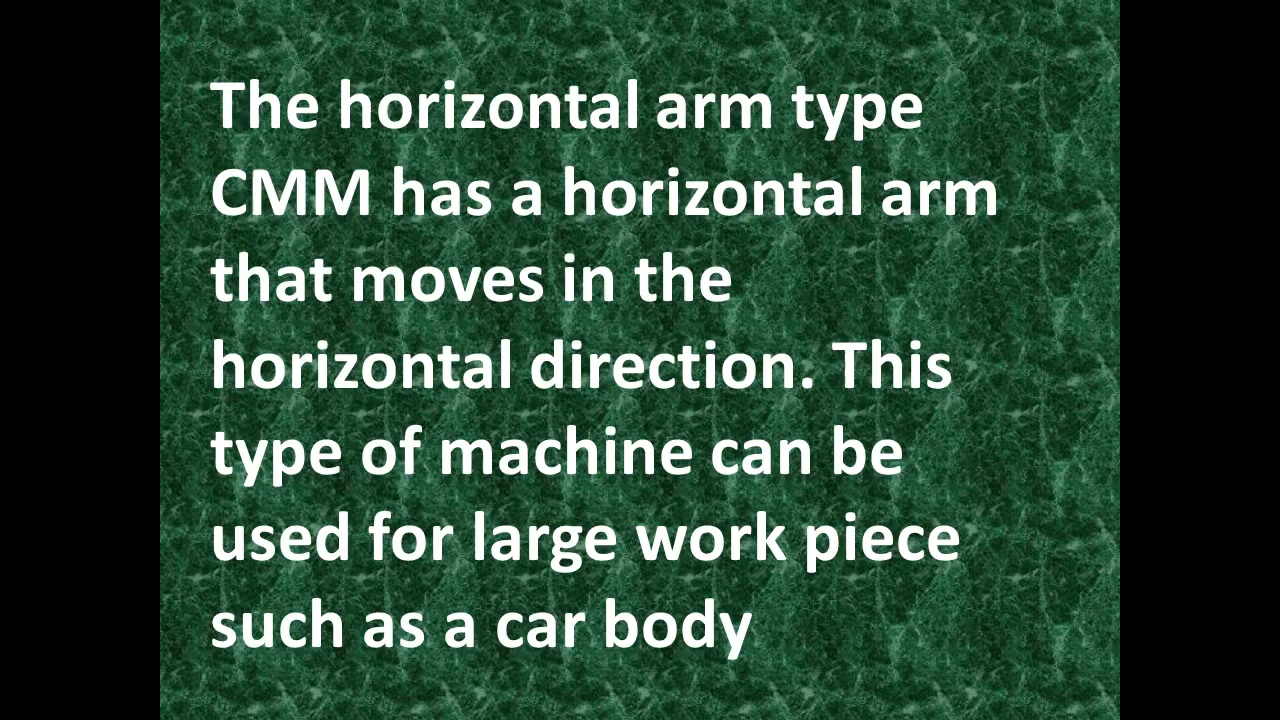 The horizontal arm type
CMM has a horizontal arm
that moves in the
horizontal direction. This
type of machine can be
used for large work piece
such as a car body